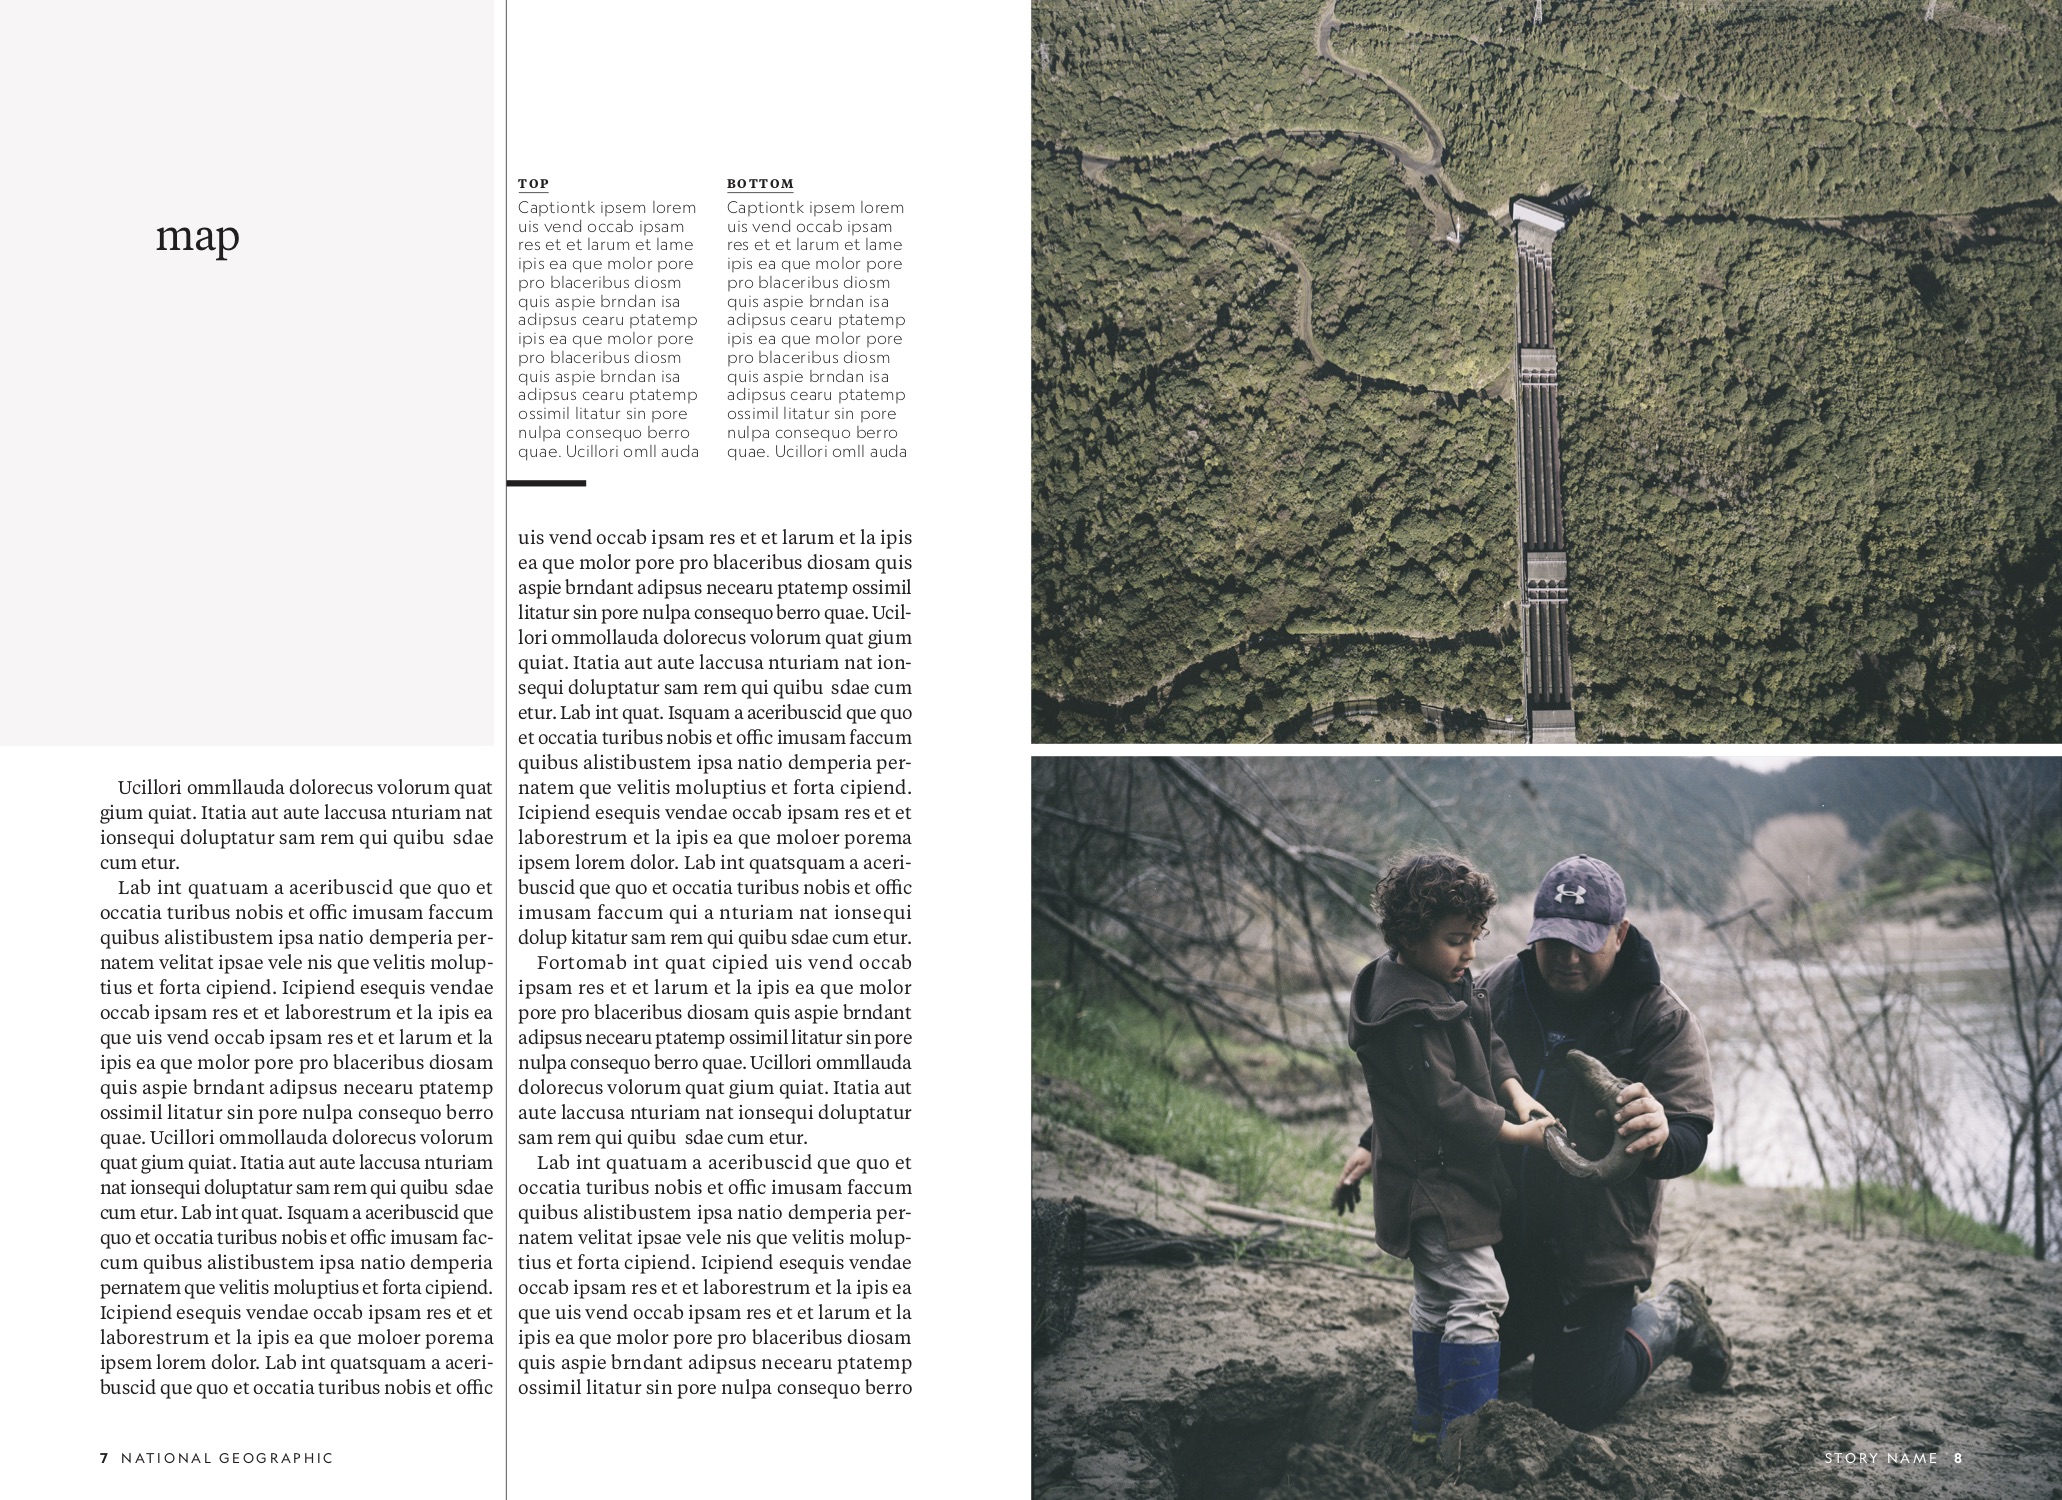 map
Ucillori ommllauda dolorecus volorum quat
gium quiat. Itatia aut aute laccusa nturiam nat
ionsequi doluptatur sam rem qui quibu sdae
cum etur.
Lab int quatuam a aceribuscid que quo et
occatia turibus nobis et offic imusam faccum
quibus alistibustem ipsa natio demperia per-
natem velitat ipsae vele nis que velitis molup-
tius et forta cipiend. Icipiend esequis vendae
occab ipsam res et et laborestrum et la ipis ea
que uis vend occab ipsam res et et larum et la
ipis ea que molor pore pro blaceribus diosam
quis aspie brndant adipsus necearu ptatemp
ossimil litatur sin pore nulpa consequo berro
quae. Ucillori ommollauda dolorecus volorum
quat gium quiat. Itatia aut aute laccusa nturiam
nat ionsequi doluptatur sam rem qui quibu sdae
cum etur. Lab int quat. Isquam a aceribuscid que
quo et occatia turibus nobis et offic imusam fac-
cum quibus alistibustem ipsa natio demperia
pernatem que velitis moluptius et forta cipiend.
Icipiend esequis vendae occab ipsam res et et
laborestrum et la ipis ea que moloer porema
ipsem lorem dolor. Lab int quatsquam a aceri-
buscid que quo et occatia turibus nobis et offic
TOP
Captiontk ipsem lorem
uis vend occab ipsam
res et et larum et lame
ipis ea que molor pore
pro blaceribus diosm
quis aspie brndan isa
adipsus cearu ptatemp
ipis ea que molor pore
pro blaceribus diosm
quis aspie brndan isa
adipsus cearu ptatemp
ossimil litatur sin pore
nulpa consequo berro
quae. Ucillori omll auda
BOTTOM
Captiontk ipsem lorem
uis vend occab ipsam
res et et larum et lame
ipis ea que molor pore
pro blaceribus diosm
quis aspie brndan isa
adipsus cearu ptatemp
ipis ea que molor pore
pro blaceribus diosm
quis aspie brndan isa
adipsus cearu ptatemp
ossimil litatur sin pore
nulpa consequo berro
quae. Ucillori omll auda
uis vend occab ipsam res et et larum et la ipis
ea que molor pore pro blaceribus diosam quis
aspie brndant adipsus necearu ptatemp ossimil
litatur sin pore nulpa consequo berro quae. Ucil-
lori ommollauda dolorecus volorum quat gium
quiat. Itatia aut aute laccusa nturiam nat ion-
sequi doluptatur sam rem qui quibu sdae cum
etur. Lab int quat. Isquam a aceribuscid que quo
et occatia turibus nobis et offic imusam faccum
quibus alistibustem ipsa natio demperia per-
natem que velitis moluptius et forta cipiend.
Icipiend esequis vendae occab ipsam res et et
laborestrum et la ipis ea que moloer porema
ipsem lorem dolor. Lab int quatsquam a aceri-
buscid que quo et occatia turibus nobis et offic
imusam faccum qui a nturiam nat ionsequi
dolup kitatur sam rem qui quibu sdae cum etur.
Fortomab int quat cipied uis vend occab
ipsam res et et larum et la ipis ea que molor
pore pro blaceribus diosam quis aspie brndant
adipsus necearu ptatemp ossimil litatur sin pore
nulpa consequo berro quae. Ucillori ommllauda
dolorecus volorum quat gium quiat. Itatia aut
aute laccusa nturiam nat ionsequi doluptatur
sam rem qui quibu sdae cum etur.
Lab int quatuam a aceribuscid que quo et
occatia turibus nobis et offic imusam faccum
quibus alistibustem ipsa natio demperia per-
natem velitat ipsae vele nis que velitis molup-
tius et forta cipiend. Icipiend esequis vendae
occab ipsam res et et laborestrum et la ipis ea
que uis vend occab ipsam res et et larum et la
ipis ea que molor pore pro blaceribus diosam
quis aspie brndant adipsus necearu ptatemp
ossimil litatur sin pore nulpa consequo berro
7 NATIONAL GEOGRAPHIC
STORY NAME 8